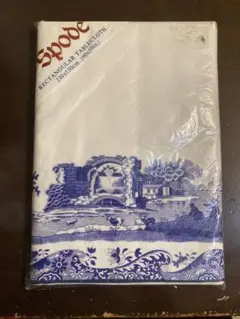 Spode
RECTANGULAR TABLECLOTH